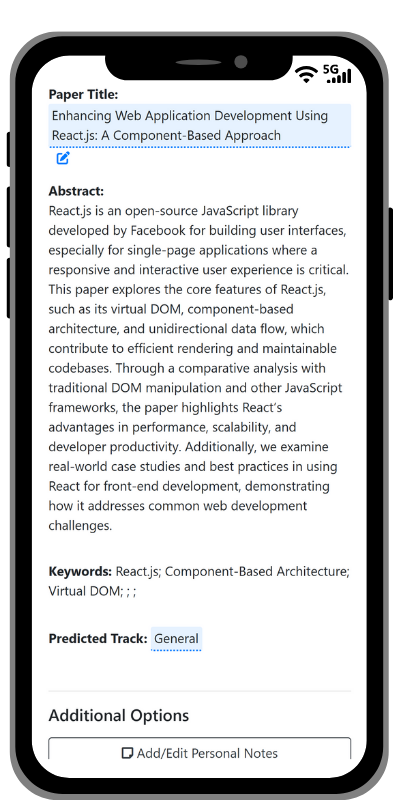 5G
Paper Title:
Enhancing Web Application Development Using
React.js: A Component-Based Approach
Abstract:
React.js is an open-source JavaScript library
developed by Facebook for building user interfaces,
especially for single-page applications where a
responsive and interactive user experience is critical.
This paper explores the core features of React.js,
such as its virtual DOM, component-based
architecture, and unidirectional data flow, which
contribute to efficient rendering and maintainable
codebases. Through a comparative analysis with
traditional DOM manipulation and other JavaScript
frameworks, the paper highlights React's
advantages in performance, scalability, and
developer productivity. Additionally, we examine
real-world case studies and best practices in using
React for front-end development, demonstrating
how it addresses common web development
challenges.
Keywords: React.js; Component-Based Architecture;
Virtual DOM; ; ;
Predicted Track: General
Additional Options
Add/Edit Personal Notes